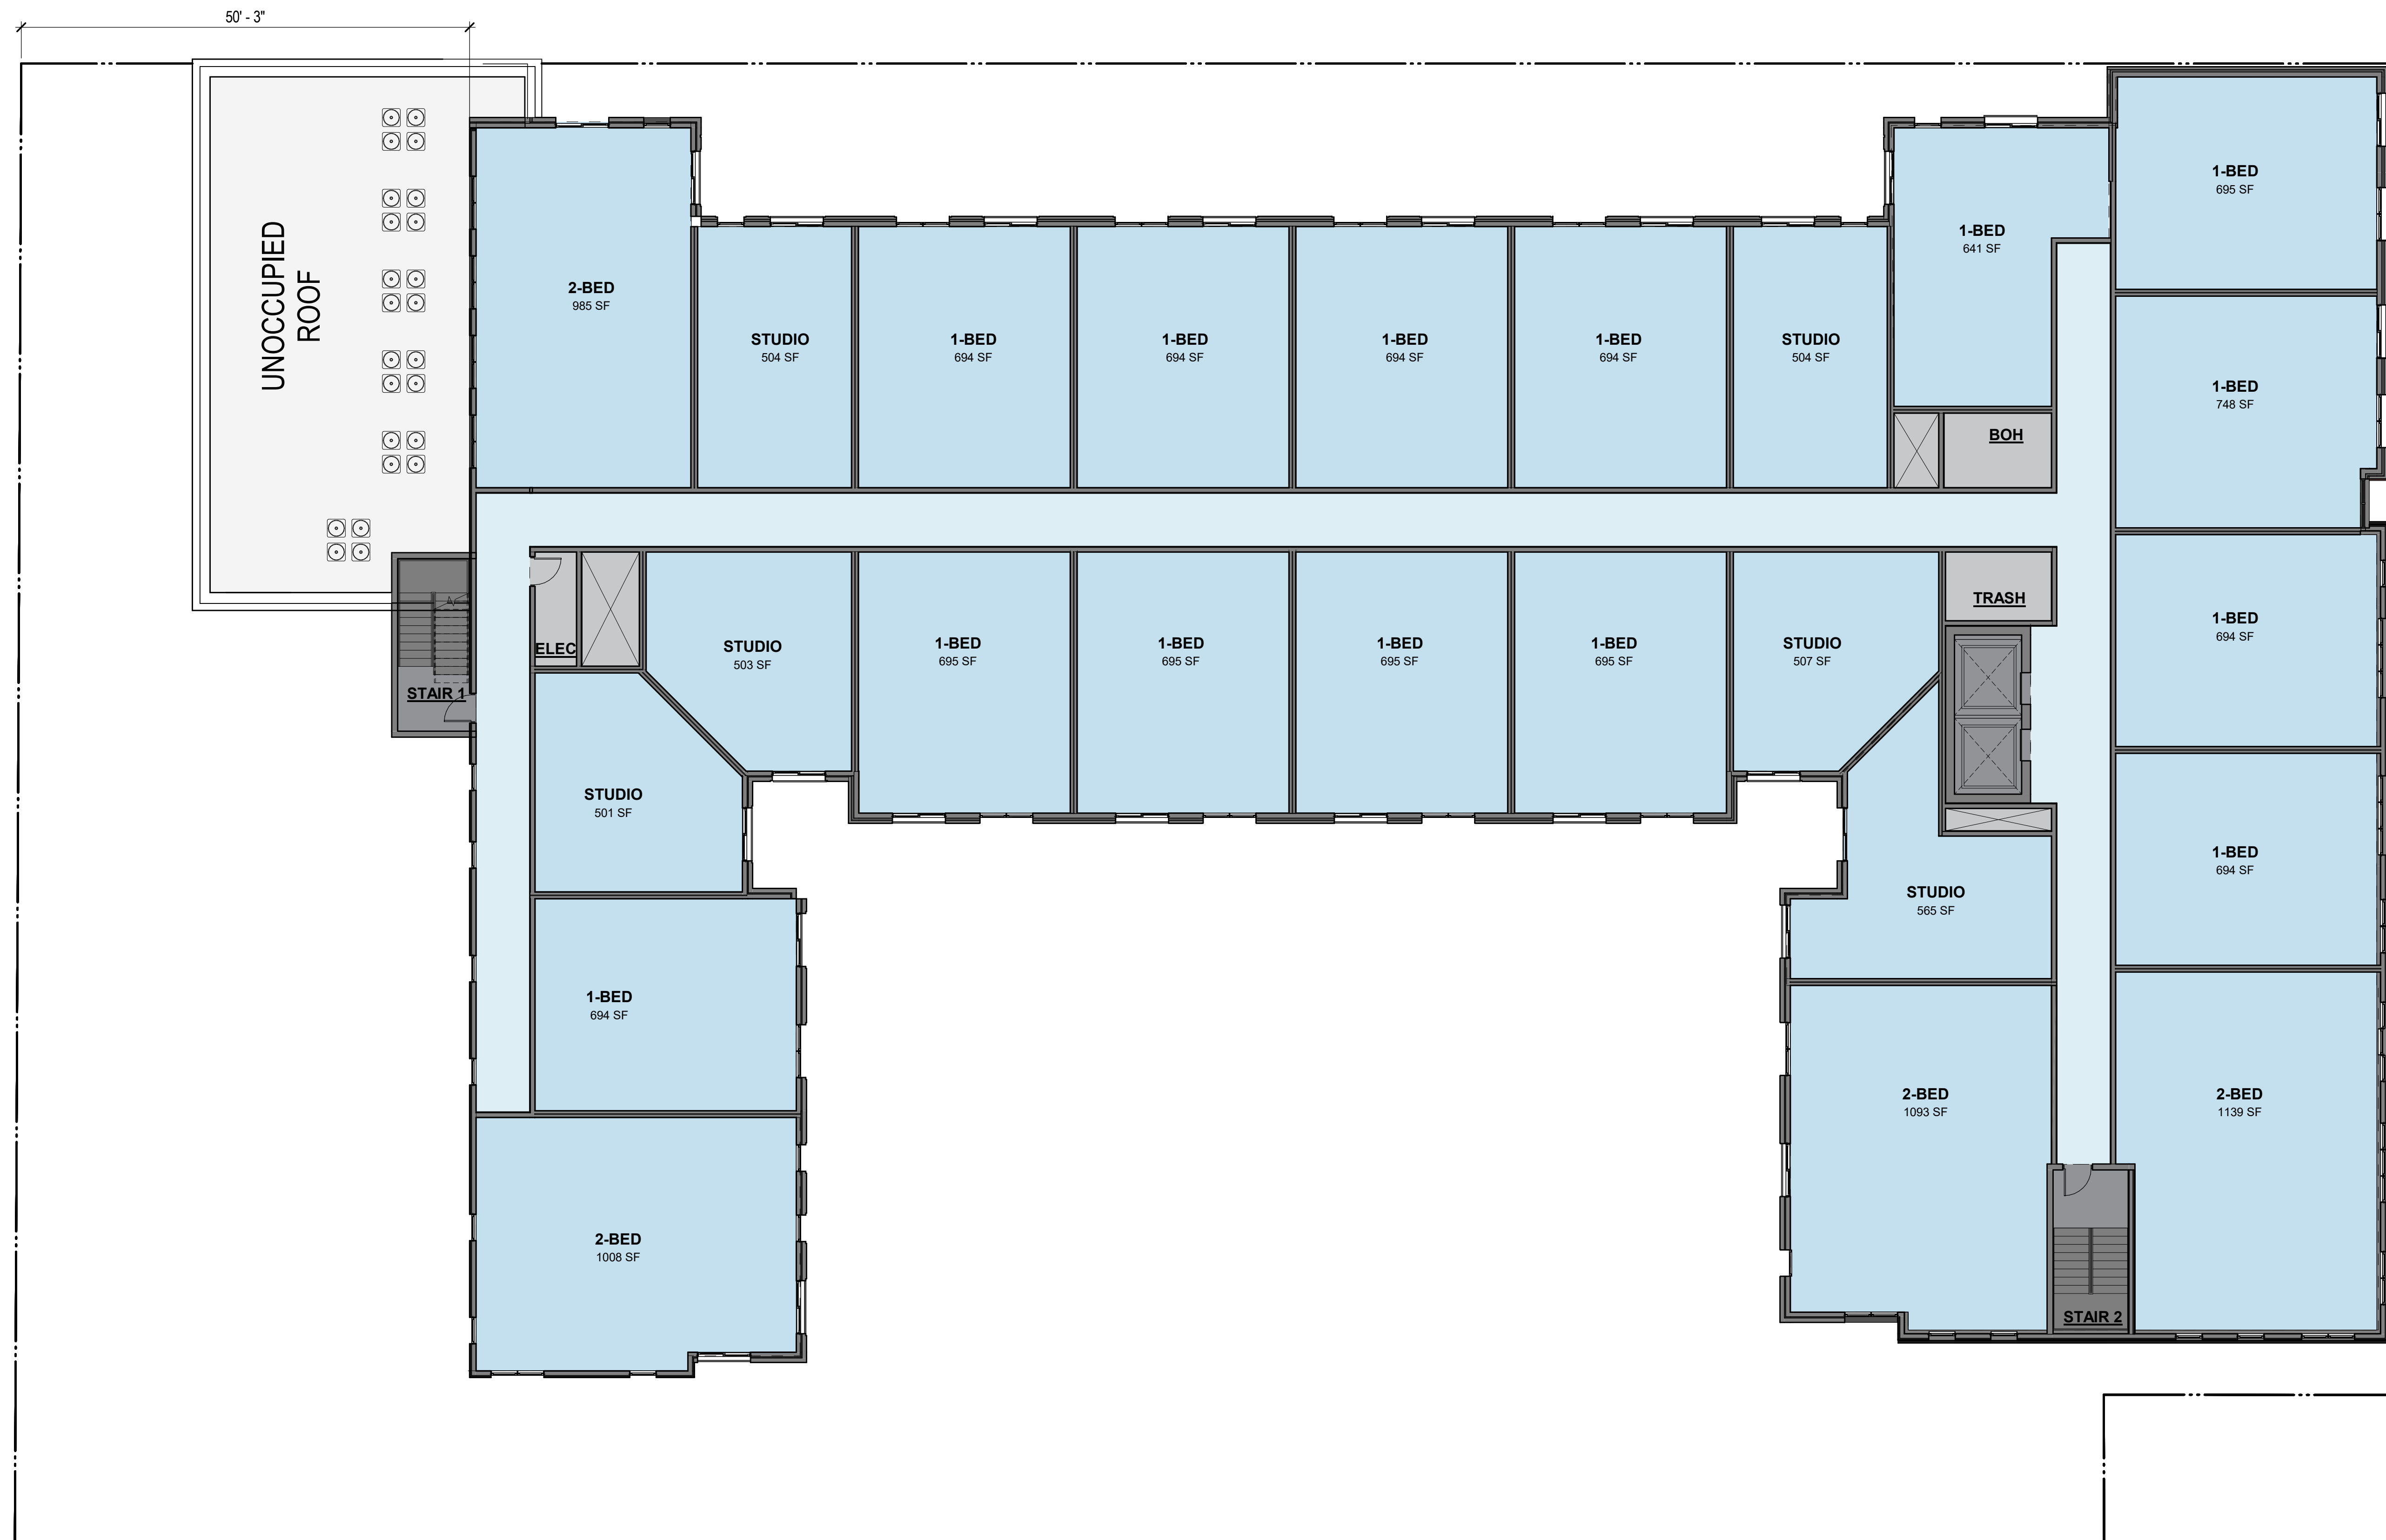 50' - 3"
UNOCCUPIED
ROOF
2-BED
985 SF
STUDIO
504 SF
1-BED
694 SF
1-BED
694 SF
1-BED
694 SF
1-BED
694 SF
STUDIO
504 SF
1-BED
641 SF
1-BED
695 SF
1-BED
748 SF
BOH
ELEC
STAIR 1
STUDIO
503 SF
1-BED
695 SF
1-BED
695 SF
1-BED
695 SF
1-BED
695 SF
STUDIO
507 SF
TRASH
1-BED
694 SF
STUDIO
501 SF
1-BED
694 SF
STUDIO
565 SF
1-BED
694 SF
2-BED
1093 SF
2-BED
1139 SF
2-BED
1008 SF
STAIR 2